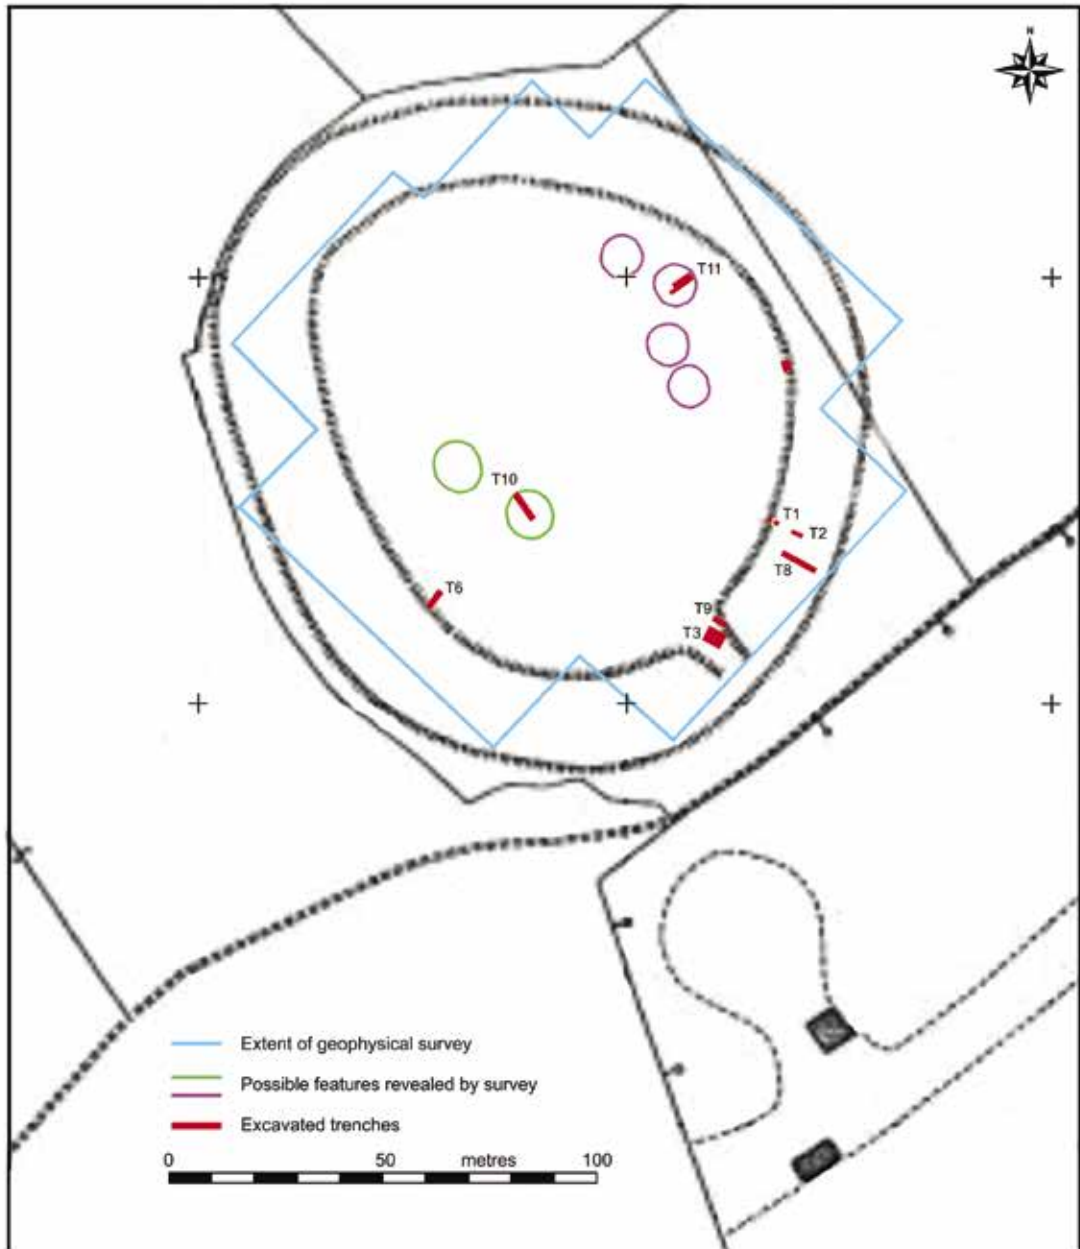 N
T11
T10
T1
T2
T8
T6
T9
T3
Extent of geophysical survey
Possible features revealed by survey
Excavated trenches
0 50 metres 100